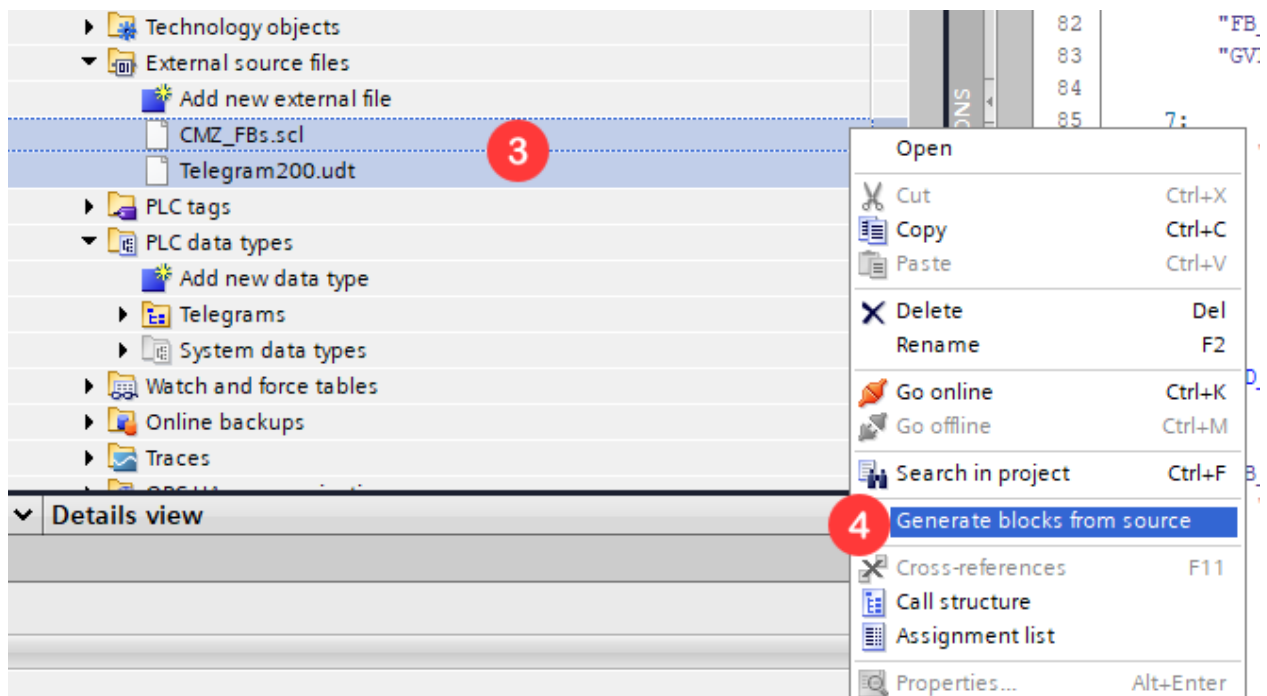 Technology objects
External source files
Add new external file
CMZ_FBs.scl
Telegram200.udt
PLC tags
PLC data types
Add new data type
Telegrams
System data types
Watch and force tables
Online backups
Traces
Details view
3
82
83
84
85
"FB_
7:
Open
Cut Ctrl+X
Copy Ctrl+C
Paste Ctrl+V
Delete Del
Rename F2
Go online Ctrl+K
Go offline Ctrl+M
Search in project Ctrl+F
4
Generate blocks from source
Cross-references F11
Call structure
Assignment list
Properties... Alt+Enter